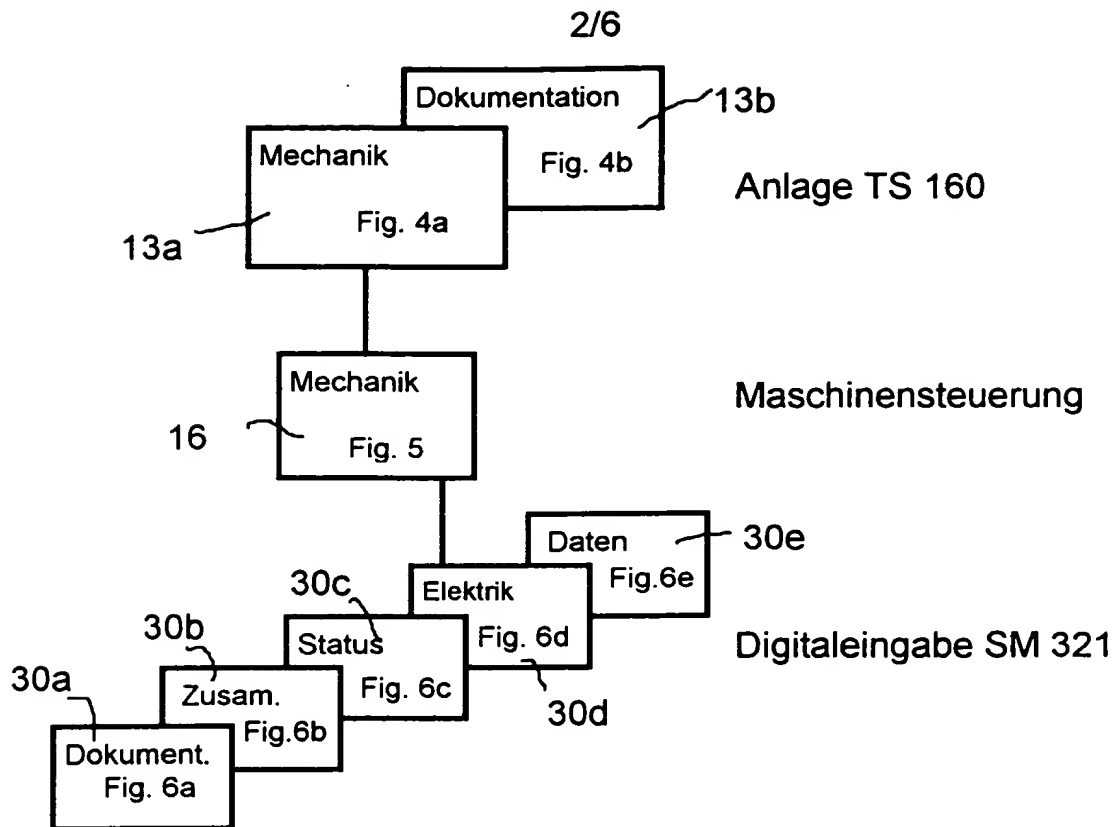 2/6
Dokumentation
13b
Mechanik
Fig. 4b
Anlage TS 160
Fig. 4a
13a
Mechanik
Maschinensteuerung
16
Fig. 5
Daten
30e
30c
Elektrik
Fig.6e
30b
Status
Fig. 6d
Digitaleingabe SM 321
30a
Zusam.
Fig. 6c
30d
Fig.6b
Dokument.
Fig. 6a